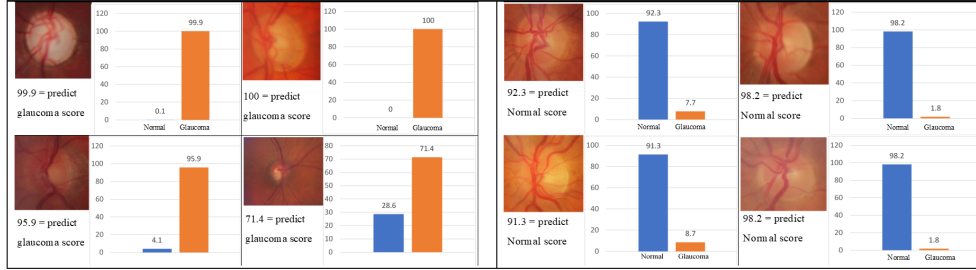 99.9 = predict
glaucoma score
120
100
80
60
40
20
0
0.1
99.9
Normal
Glaucoma
100 = predict
glaucoma score
120
100
80
60
40
20
0
0
100
Normal
Glaucoma
95.9 = predict
glaucoma score
120
100
80
60
40
20
0
4.1
95.9
Normal
Glaucoma
71.4 = predict
glaucoma score
80
70
60
50
40
30
20
10
0
28.6
71.4
Normal
Glaucoma
92.3 = predict
Normal score
100
80
60
40
20
0
92.3
7.7
Normal
Glaucoma
98.2 = predict
Normal score
120
100
80
60
40
20
0
98.2
1.8
Normal
Glaucoma
91.3 = predict
Normal score
100
80
60
40
20
0
91.3
8.7
Normal
Glaucoma
98.2 = predict
Normal score
120
100
80
60
40
20
0
98.2
1.8
Normal
Glaucoma